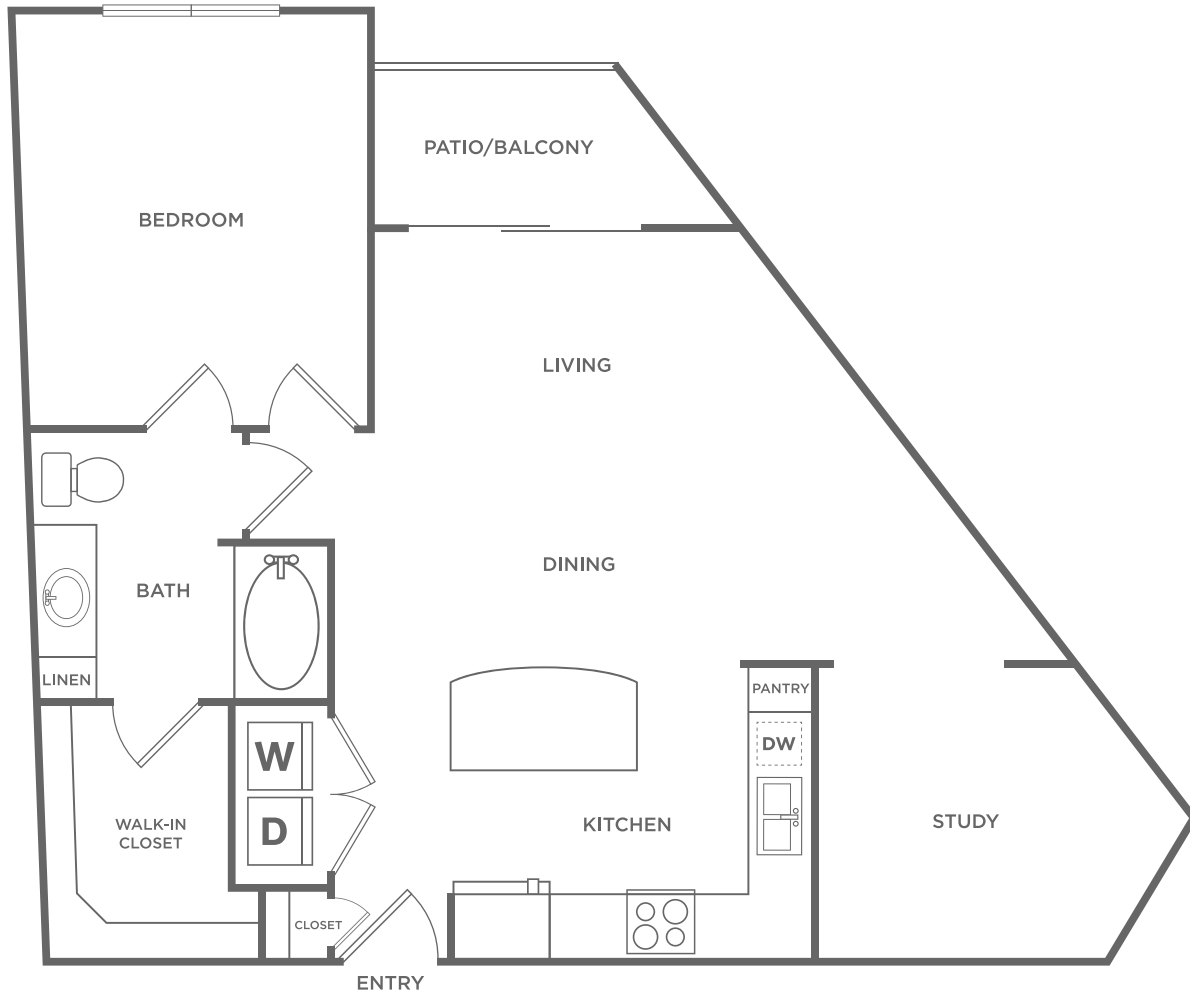 PATIO/BALCONY
BEDROOM
LIVING
DINING
BATH
LINEN
PANTRY
DW
W
D
WALK-IN
CLOSET
KITCHEN
STUDY
CLOSET
ENTRY